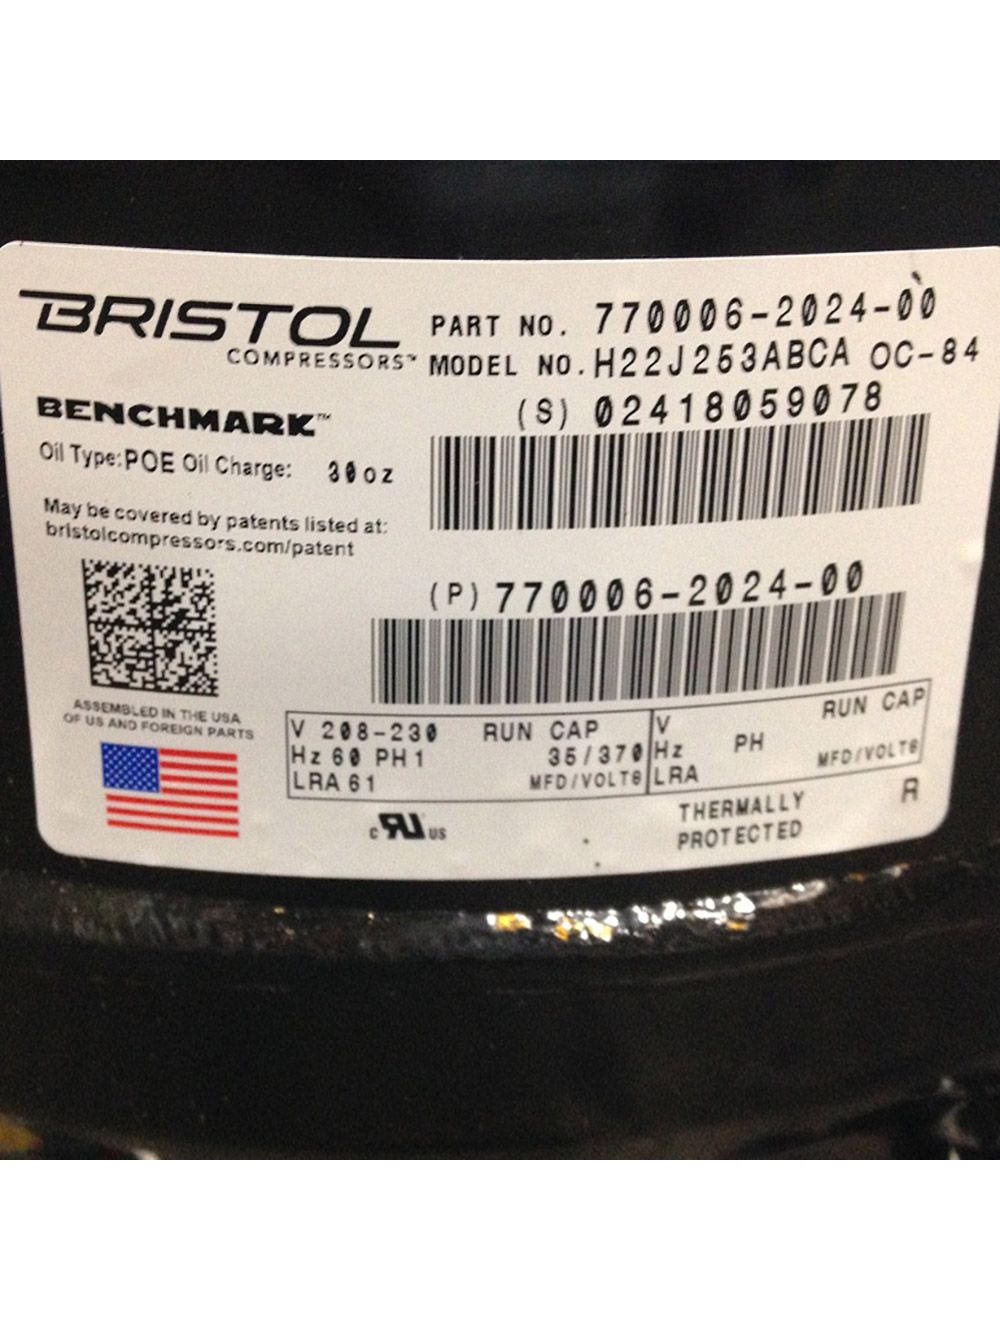 BRISTOL
COMPRESSORS™
PART NO. 770006-2024-00
MODEL NO. H22J253ABCA OC-84
(S) 02418059078
BENCHMARK™
Oil Type:POE Oil Charge: 30oz
May be covered by patents listed at:
bristolcompressors.com/patent
(P) 770006-2024-00
ASSEMBLED IN THE USA
OF US AND FOREIGN PARTS
V 208-230 RUN CAP
Hz 60 PH 1 35/370
LRA 61 MFD/VOLTS
V RUN CAP
Hz PH
LRA MFD/VOLTS
c RU US
THERMALLY
PROTECTED
R